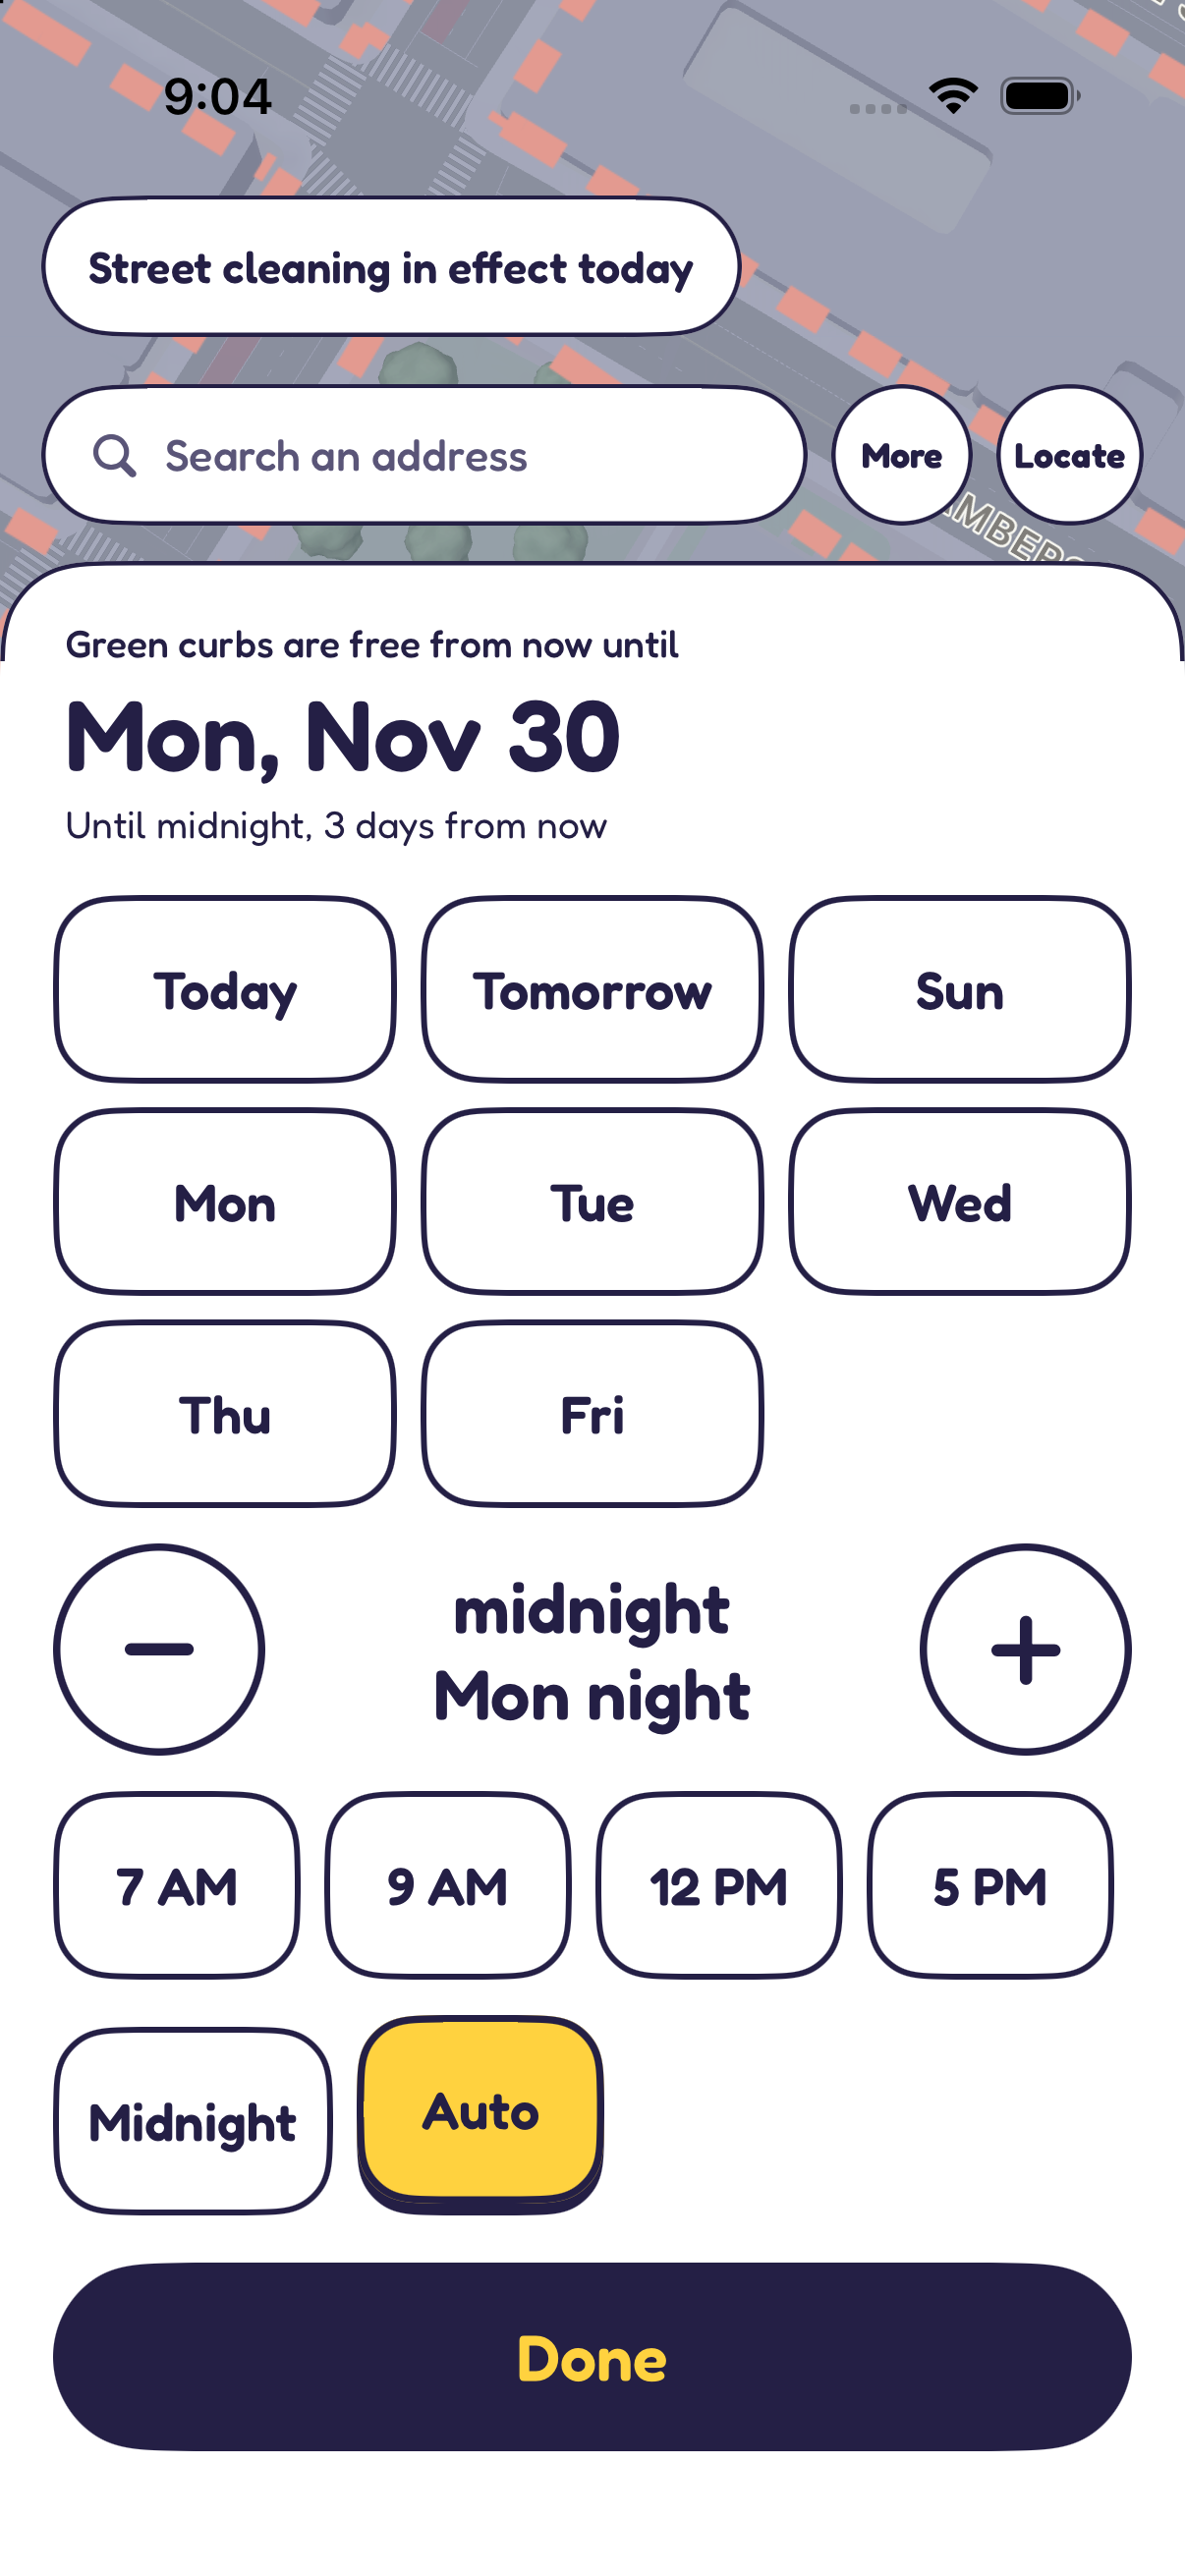 9:04
Street cleaning in effect today
Search an address
More
Locate
Green curbs are free from now until
Mon, Nov 30
Until midnight, 3 days from now
Today
Tomorrow
Sun
Mon
Tue
Wed
Thu
Fri
midnight
Mon night
7 AM
9 AM
12 PM
5 PM
Midnight
Auto
Done